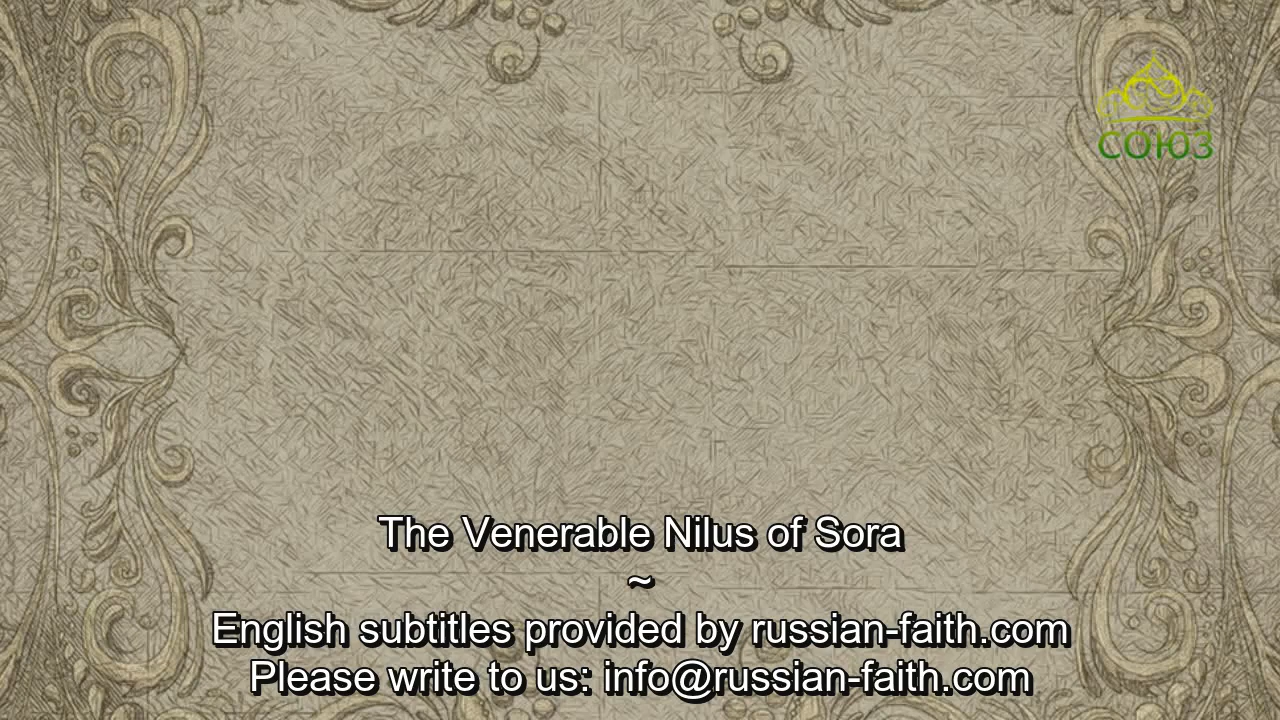 СОЮЗ
The Venerable Nilus of Sora
~
English subtitles provided by russian-faith.com
Please write to us: info@russian-faith.com